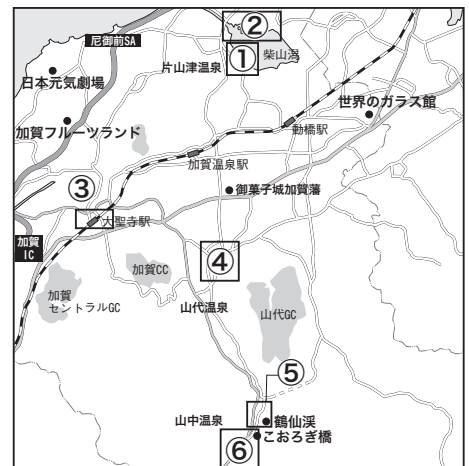 ②
尼御前SA
柴山潟
①
片山津温泉
日本元気劇場
世界のガラス館
加賀フルーツランド
動橋駅
加賀温泉駅
御菓子城加賀藩
③
大聖寺駅
加賀
IC
④
加賀CC
加賀
セントラルGC
山代温泉
山代GC
⑤
山中温泉
鶴仙渓
こおろぎ橋
⑥